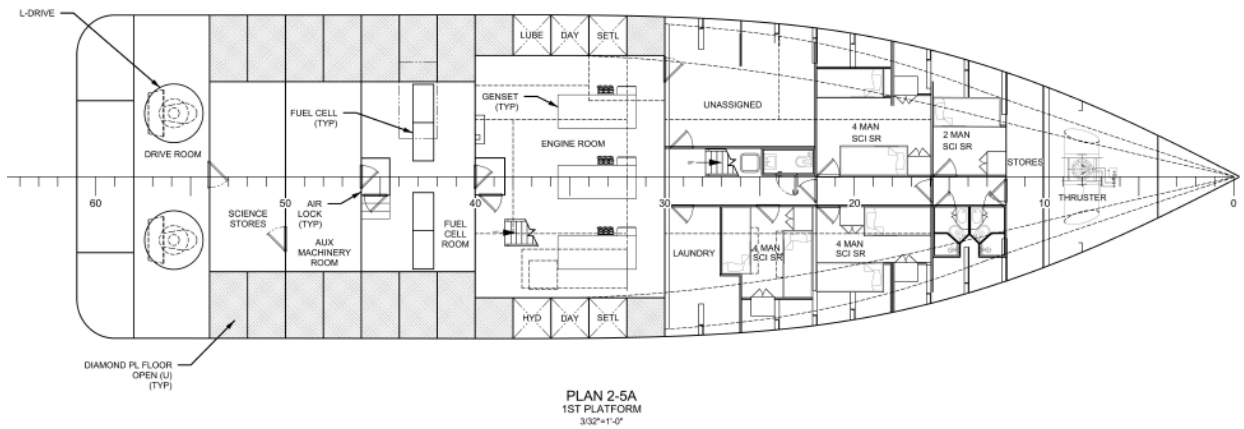 L-DRIVE
LUBE
DAY
SETL
FUEL CELL
(TYP)
GENSET
(TYP)
UNASSIGNED
4 MAN
SCI SR
2 MAN
SCI SR
DRIVE ROOM
ENGINE ROOM
STORES
60
50
40
30
20
10
0
THRUSTER
SCIENCE
STORES
AIR
LOCK
(TYP)
AUX
MACHINERY
ROOM
FUEL
CELL
ROOM
LAUNDRY
4 MAN
SCI SR
4 MAN
SCI SR
HYD
DAY
SETL
DIAMOND PL FLOOR
OPEN (U)
(TYP)
PLAN 2-5A
1ST PLATFORM
3/32"=1'-0"